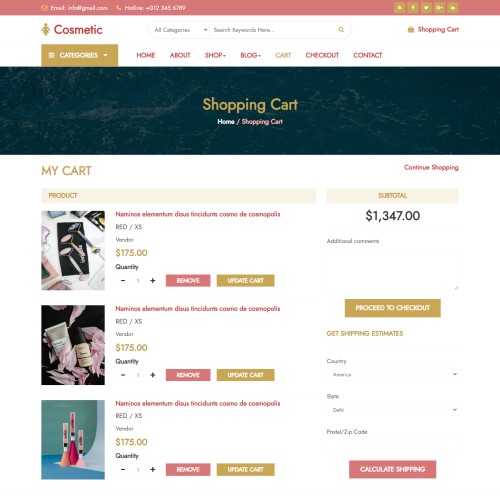 Email: info@gmail.com
Hotline: +012 345 6789
Cosmetic
All Categories
Search Keywords Here...
Shopping Cart
CATEGORIES
HOME
ABOUT
SHOP
BLOG
CART
CHECKOUT
CONTACT
Shopping Cart
Home / Shopping Cart
MY CART
Continue Shopping
PRODUCT
Naminos elementum disus tincidunts cosmo de cosmopolis
RED / XS
Vendor
$175.00
Quantity
- 1 +
REMOVE
UPDATE CART
Naminos elementum disus tincidunts cosmo de cosmopolis
RED / XS
Vendor
$175.00
Quantity
- 1 +
REMOVE
UPDATE CART
Naminos elementum disus tincidunts cosmo de cosmopolis
RED / XS
Vendor
$175.00
Quantity
- 1 +
REMOVE
UPDATE CART
SUBTOTAL
$1,347.00
Additional comments
PROCEED TO CHECKOUT
GET SHIPPING ESTIMATES
Country
America
State
Delhi
Postal/Zip Code
CALCULATE SHIPPING